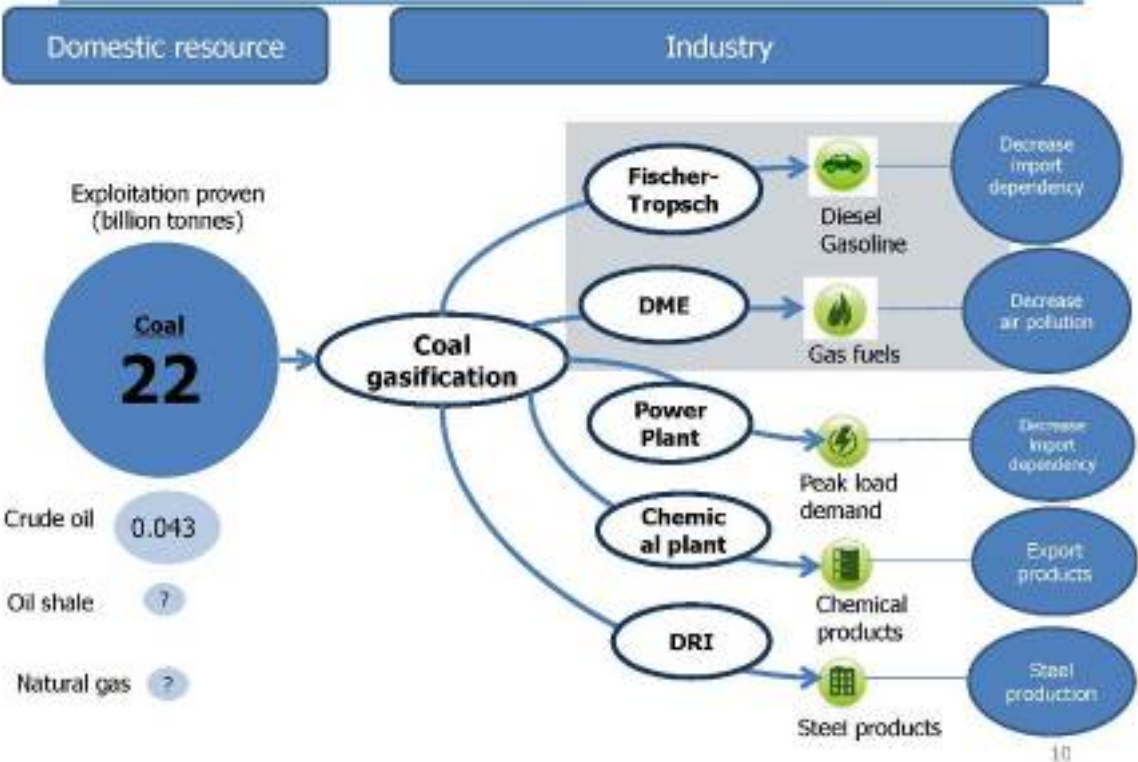 Domestic resource
Industry
Exploitation proven
(billion tonnes)
Coal
22
Crude oil
0.043
Oil shale
?
Natural gas
?
Coal
gasification
Fischer-
Tropsch
Diesel
Gasoline
Decrease
import
dependency
DME
Gas fuels
Decrease
air pollution
Power
Plant
Peak load
demand
Decrease
Import
dependency
Chemic
al plant
Chemical
products
Export
products
DRI
Steel products
Steel
production
10